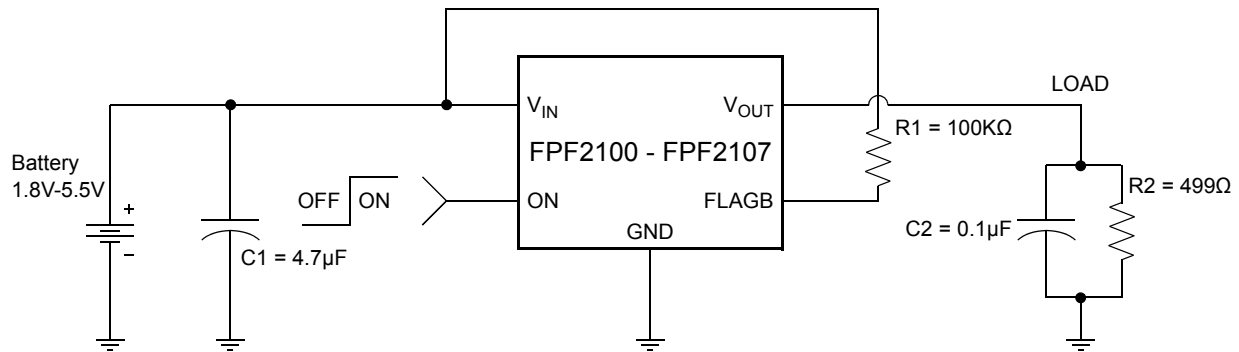 LOAD
VIN
VOUT
R1 = 100KΩ
FPF2100 - FPF2107
Battery
1.8V-5.5V
+
–
OFF
ON
ON
FLAGB
R2 = 499Ω
GND
C2 = 0.1µF
C1 = 4.7µF